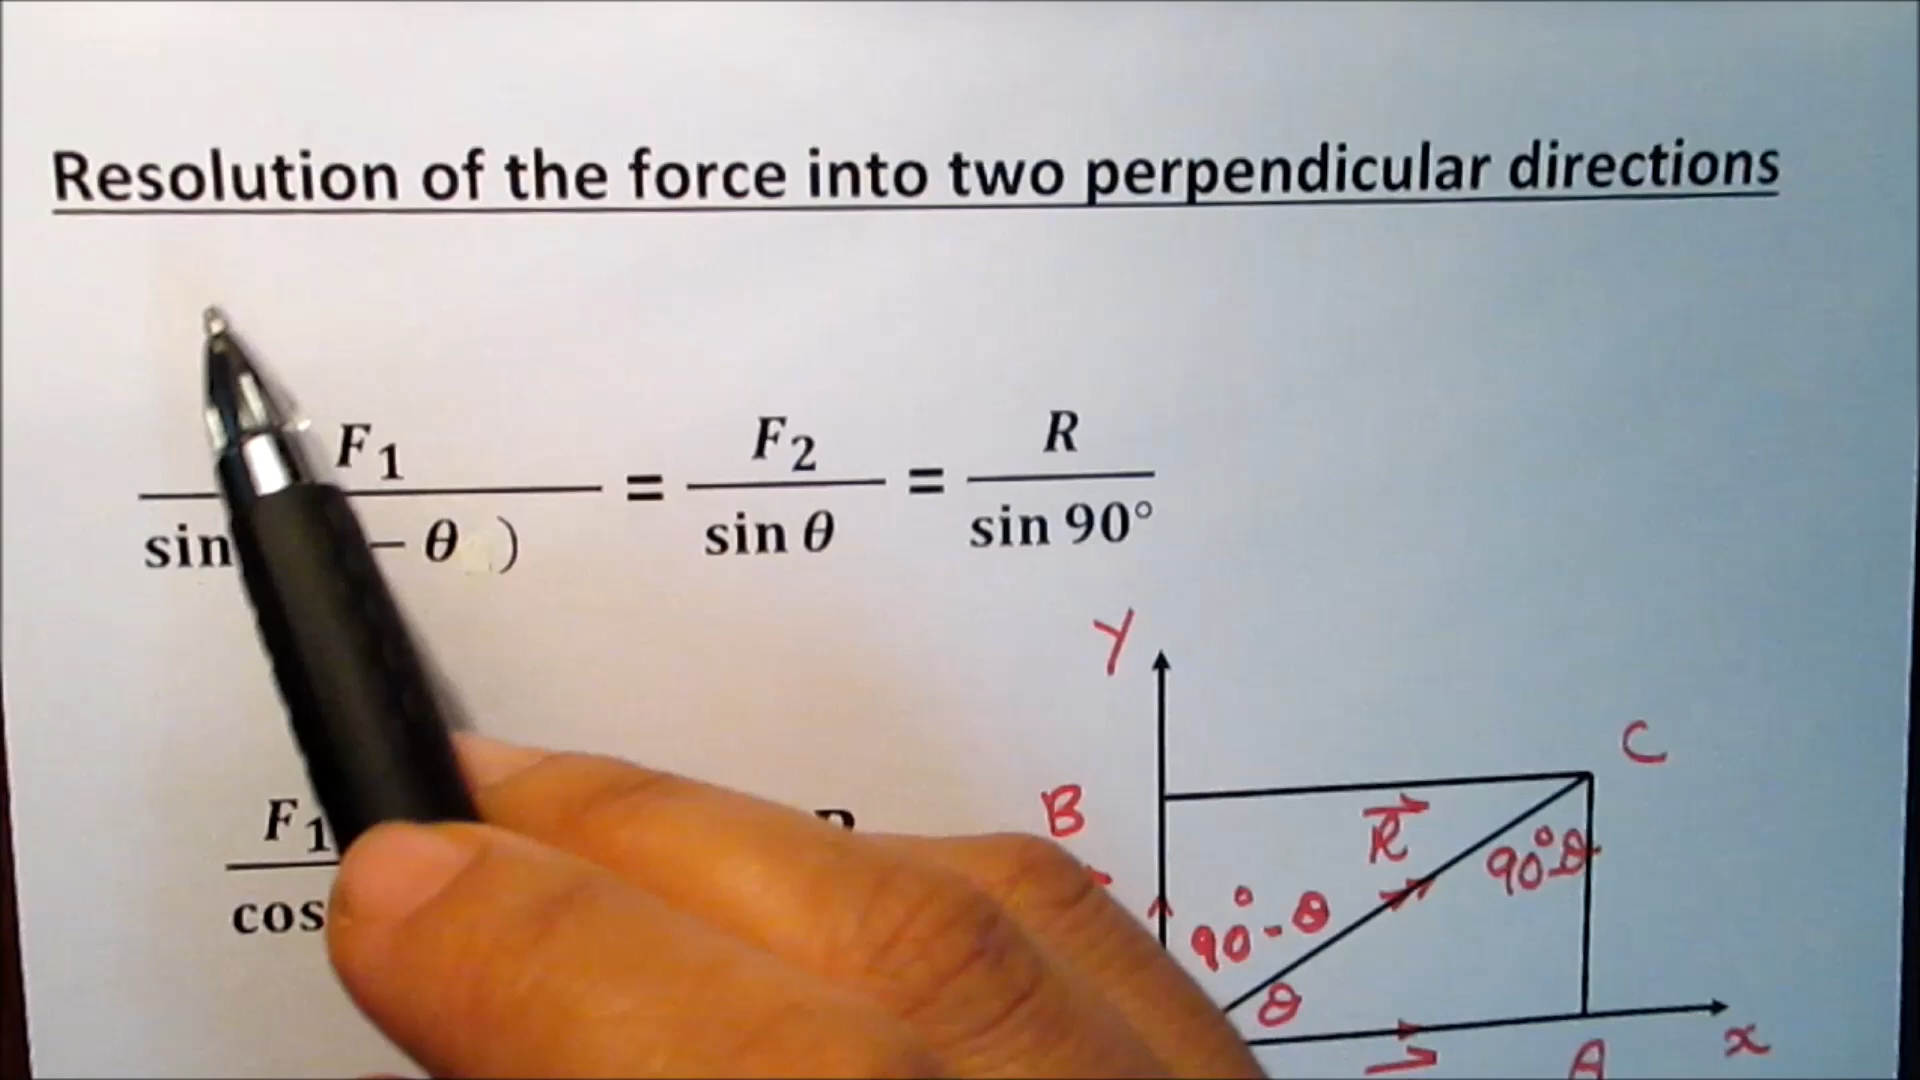 Resolution of the force into two perpendicular directions
F₁ F₂ R
= =
sin − θ ) sin θ sin 90°
Y
C
F₁ B R
cos 90° - θ 90° θ
θ
A x